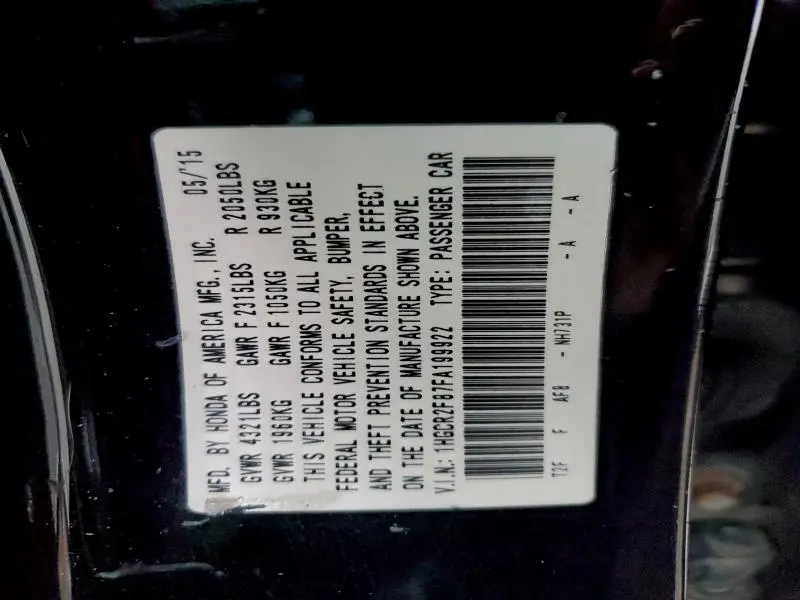 MFD. BY HONDA OF AMERICA MFG., INC. 05/'15
GVWR 4321LBS GAWR F 2315LBS R 2050LBS
GVWR 1960KG GAWR F 1050KG R 930KG
THIS VEHICLE CONFORMS TO ALL APPLICABLE
FEDERAL MOTOR VEHICLE SAFETY, BUMPER,
AND THEFT PREVENTION STANDARDS IN EFFECT
ON THE DATE OF MANUFACTURE SHOWN ABOVE.
V.I.N.: 1HGCR2F87FA199922 TYPE: PASSENGER CAR
T2F F AF8 - NH731P - A - A